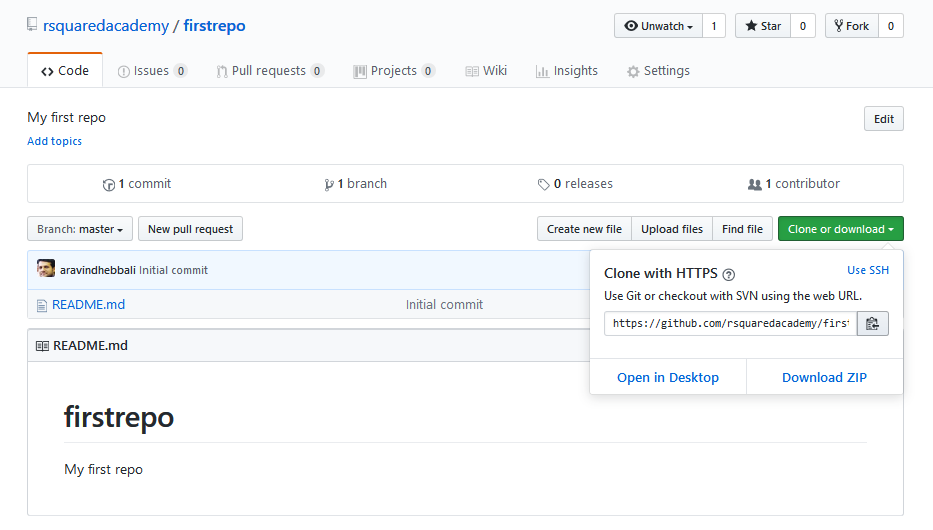 rsquaredacademy / firstrepo
Unwatch 1 Star 0 Fork 0
Code Issues 0 Pull requests 0 Projects 0 Wiki Insights Settings
My first repo Edit
Add topics
1 commit 1 branch 0 releases 1 contributor
Branch: master New pull request Create new file Upload files Find file Clone or download
aravindhebbali Initial commit
Clone with HTTPS ? Use SSH
Use Git or checkout with SVN using the web URL.
README.md Initial commit
https://github.com/rsquaredacademy/first
Open in Desktop Download ZIP
README.md
firstrepo
My first repo